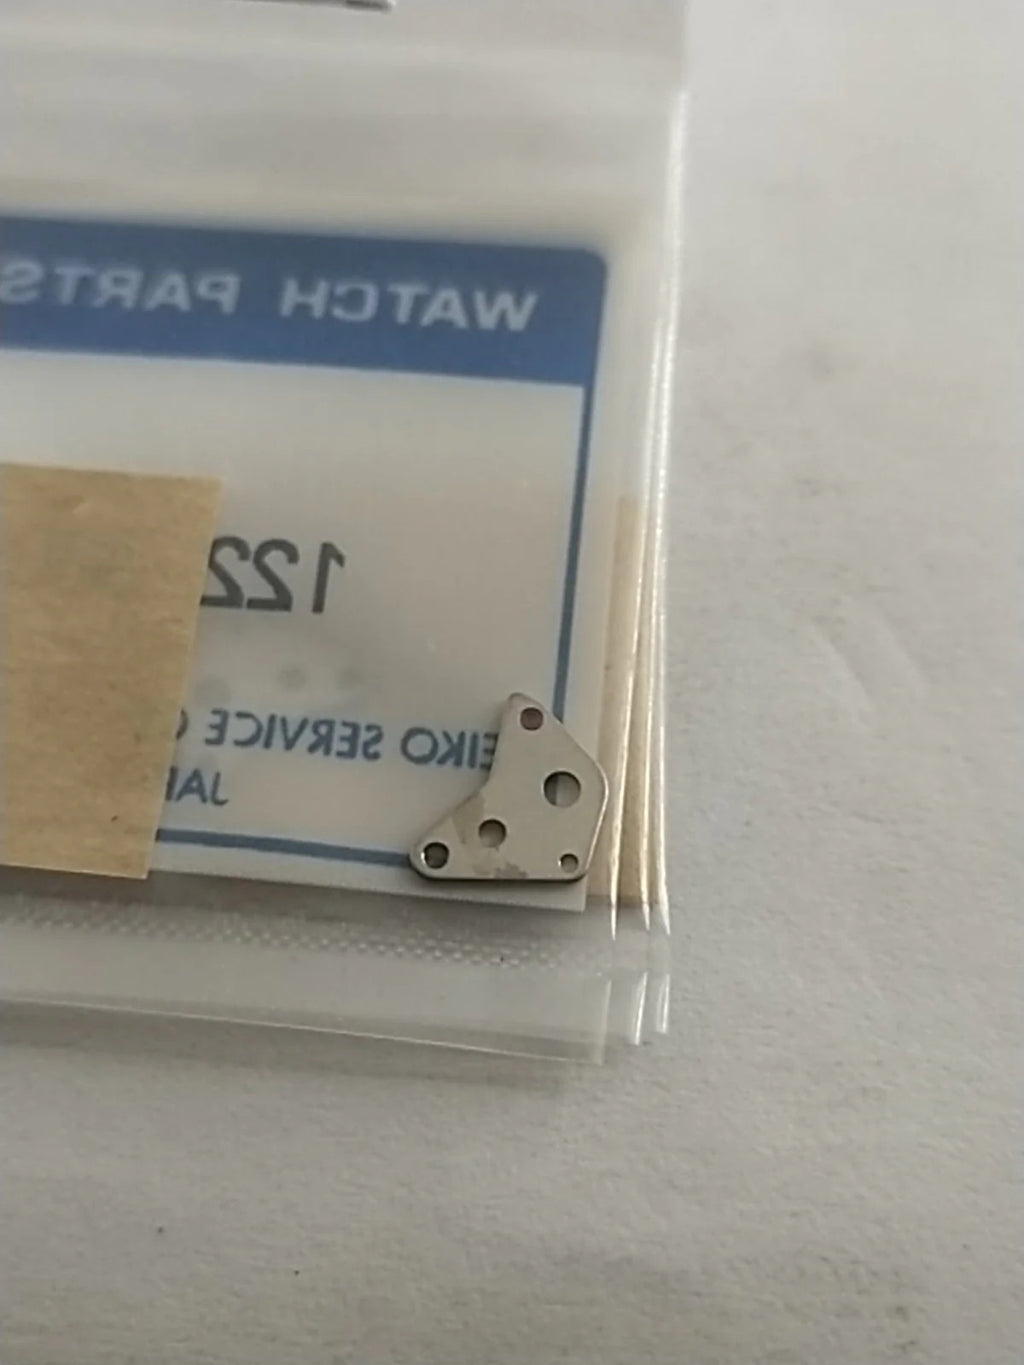 WATCH PARTS
122
EIKO SERVICE
JA